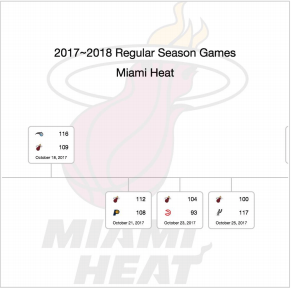 2017~2018 Regular Season Games
Miami Heat
116
109
October 18, 2017
112
108
October 21, 2017
104
93
October 23, 2017
100
117
October 25, 2017
MIAMI
HEAT